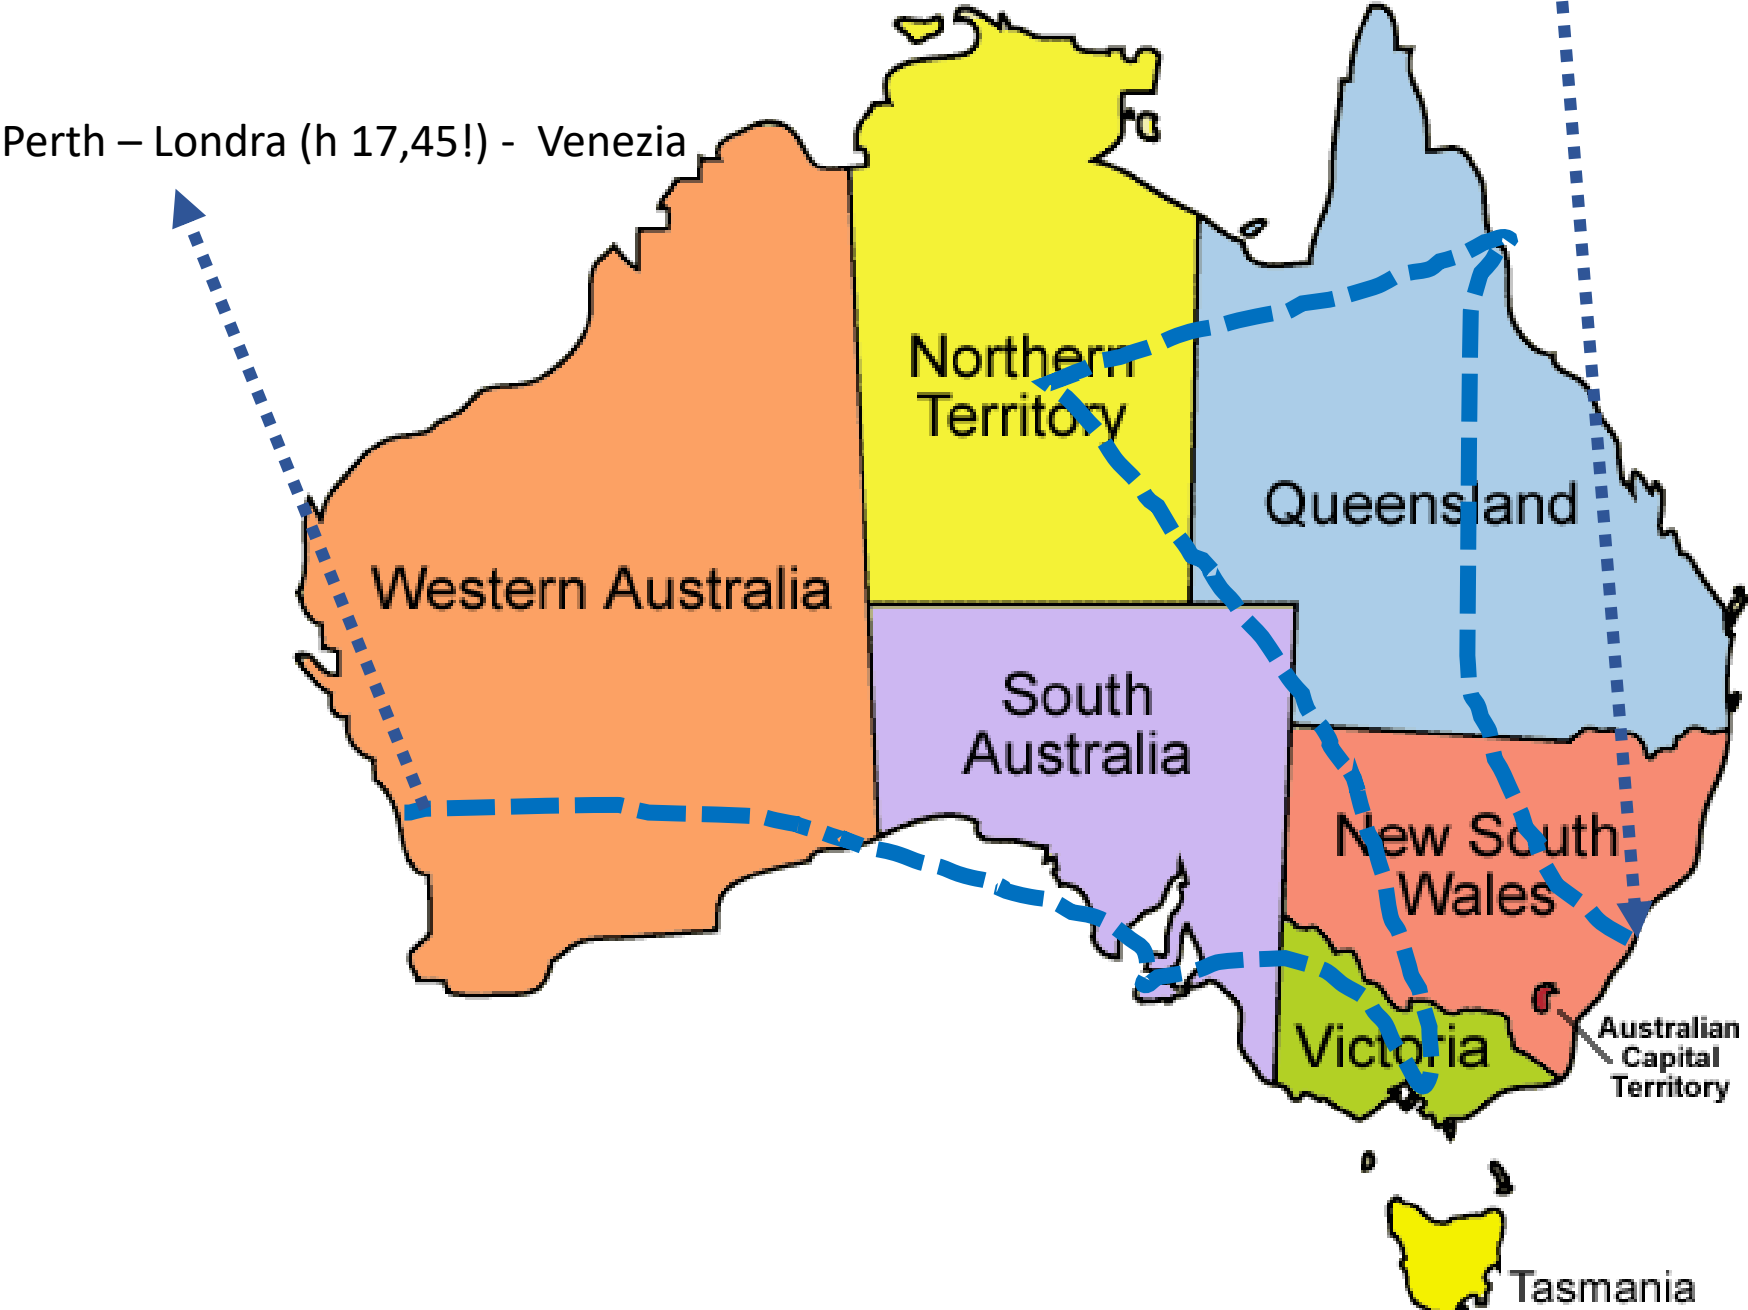 Perth – Londra (h 17,45!) -  Venezia
Northern
Territory
Queensland
Western Australia
South
Australia
New South
Wales
Victoria
Australian
Capital
Territory
Tasmania